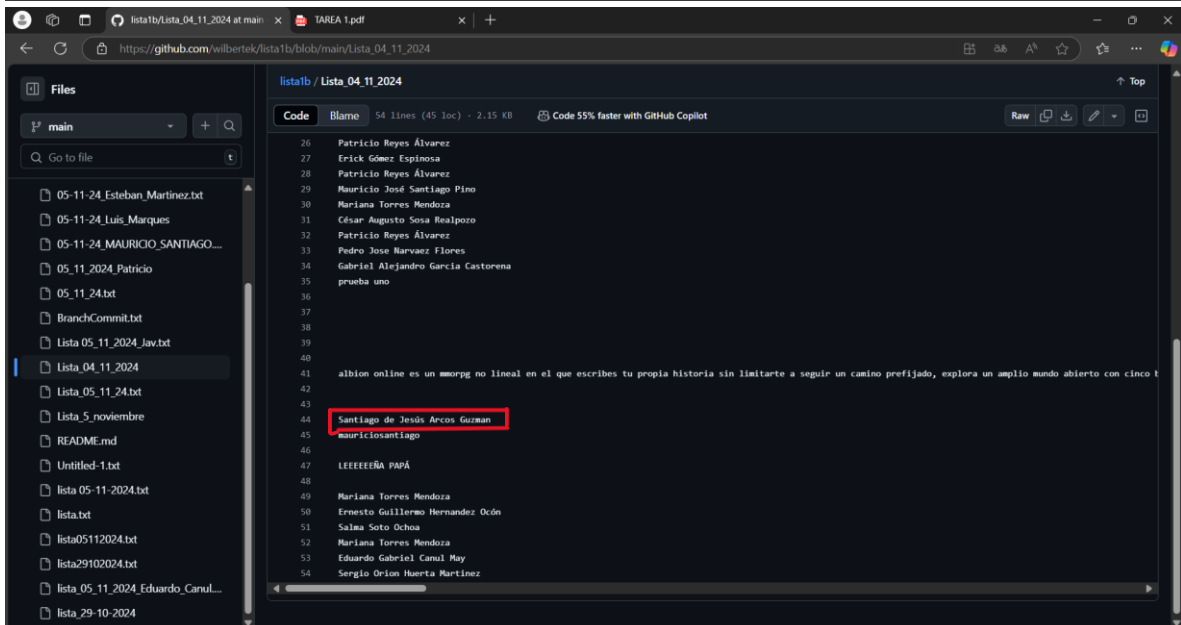 lista1b/Lista_04_11_2024 at main
TAREA 1.pdf
https://github.com/wilbertek/lista1b/blob/main/Lista_04_11_2024
Files
main
Go to file
t
05-11-24_Esteban_Martinez.txt
05-11-24_Luis_Marques
05-11-24_MAURICIO_SANTIAGO....
05_11_2024_Patricio
05_11_24.txt
BranchCommit.txt
Lista 05_11_2024_Jav.txt
Lista_04_11_2024
Lista_05_11_24.txt
Lista_5_noviembre
README.md
Untitled-1.txt
lista 05-11-2024.txt
lista.txt
lista05112024.txt
lista29102024.txt
lista_05_11_2024_Eduardo_Canul....
lista_29-10-2024
lista1b / Lista_04_11_2024
Top
Code Blame 54 lines (45 loc) · 2.15 KB Code 55% faster with GitHub Copilot
Raw
26 Patricio Reyes Álvarez
27 Erick Gómez Espinosa
28 Patricio Reyes Álvarez
29 Mauricio José Santiago Pino
30 Mariana Torres Mendoza
31 César Augusto Sosa Realpozo
32 Patricio Reyes Álvarez
33 Pedro Jose Narvaez Flores
34 Gabriel Alejandro Garcia Castorena
35 prueba uno
36
37
38
39
40
41 albion online es un mmorpg no lineal en el que escribes tu propia historia sin limitarte a seguir un camino prefijado, explora un amplio mundo abierto con cinco b
42
43
44 Santiago de Jesús Arcos Guzman
45 mauriciosantiago
46
47 LEEEEEEÑA PAPÁ
48
49 Mariana Torres Mendoza
50 Ernesto Guillermo Hernandez Ocón
51 Salma Soto Ochoa
52 Mariana Torres Mendoza
53 Eduardo Gabriel Canul May
54 Sergio Orion Huerta Martinez